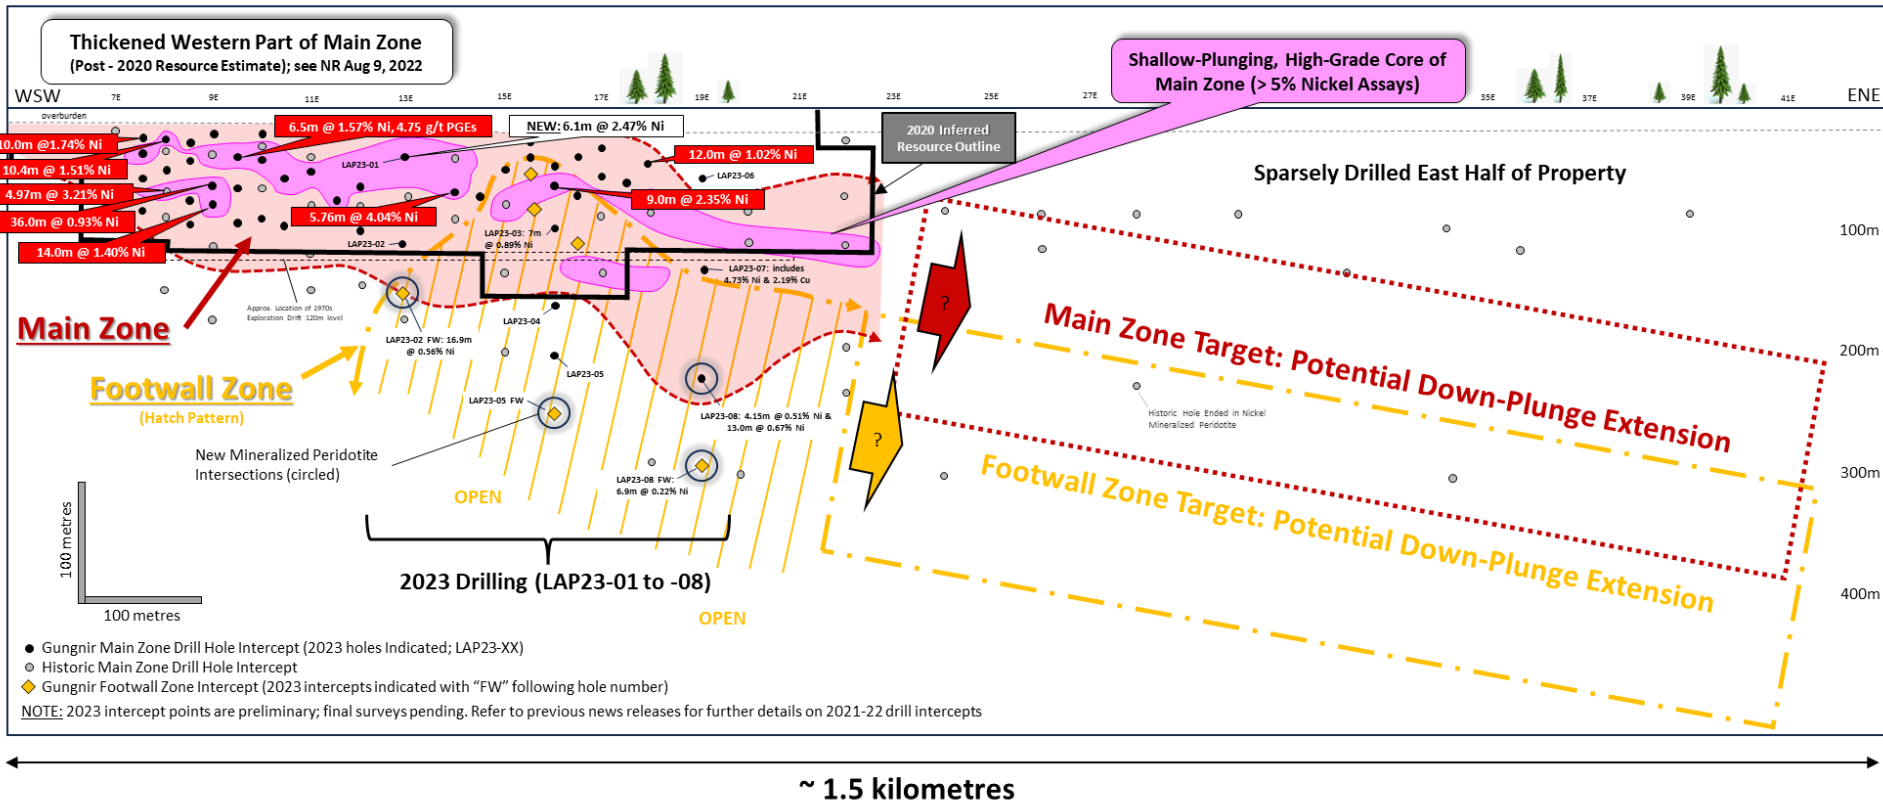 Thickened Western Part of Main Zone
(Post - 2020 Resource Estimate); see NR Aug 9, 2022
Shallow-Plunging, High-Grade Core of
Main Zone (> 5% Nickel Assays)
WSW
7E
9E
11E
13E
15E
17E
19E
21E
23E
25E
27E
35E
37E
39E
41E
ENE
overburden
6.5m @ 1.57% Ni, 4.75 g/t PGEs
NEW: 6.1m @ 2.47% Ni
2020 Inferred
Resource Outline
10.0m @1.74% Ni
10.4m @ 1.51% Ni
4.97m @ 3.21% Ni
36.0m @ 0.93% Ni
14.0m @ 1.40% Ni
LAP23-01
12.0m @ 1.02% Ni
LAP23-06
9.0m @ 2.35% Ni
5.76m @ 4.04% Ni
Sparsely Drilled East Half of Property
LAP23-02
LAP23-03: 7m
@ 0.89% Ni
LAP23-07: includes
4.73% Ni & 2.19% Cu
100m
200m
300m
400m
Approx. Location of 1970s
Exploration Drift 120m level
Main Zone
LAP23-04
LAP23-02 FW: 16.9m
@ 0.56% Ni
LAP23-05
Footwall Zone
(Hatch Pattern)
LAP23-05 FW
LAP23-08: 4.15m @ 0.51% Ni &
13.0m @ 0.67% Ni
New Mineralized Peridotite
Intersections (circled)
LAP23-08 FW:
6.9m @ 0.22% Ni
OPEN
OPEN
?
?
Main Zone Target: Potential Down-Plunge Extension
Historic Hole Ended in Nickel
Mineralized Peridotite
Footwall Zone Target: Potential Down-Plunge Extension
100 metres
100 metres
2023 Drilling (LAP23-01 to -08)
Gungnir Main Zone Drill Hole Intercept (2023 holes Indicated; LAP23-XX)
Historic Main Zone Drill Hole Intercept
Gungnir Footwall Zone Intercept (2023 intercepts indicated with “FW” following hole number)
NOTE: 2023 intercept points are preliminary; final surveys pending. Refer to previous news releases for further details on 2021-22 drill intercepts
~ 1.5 kilometres